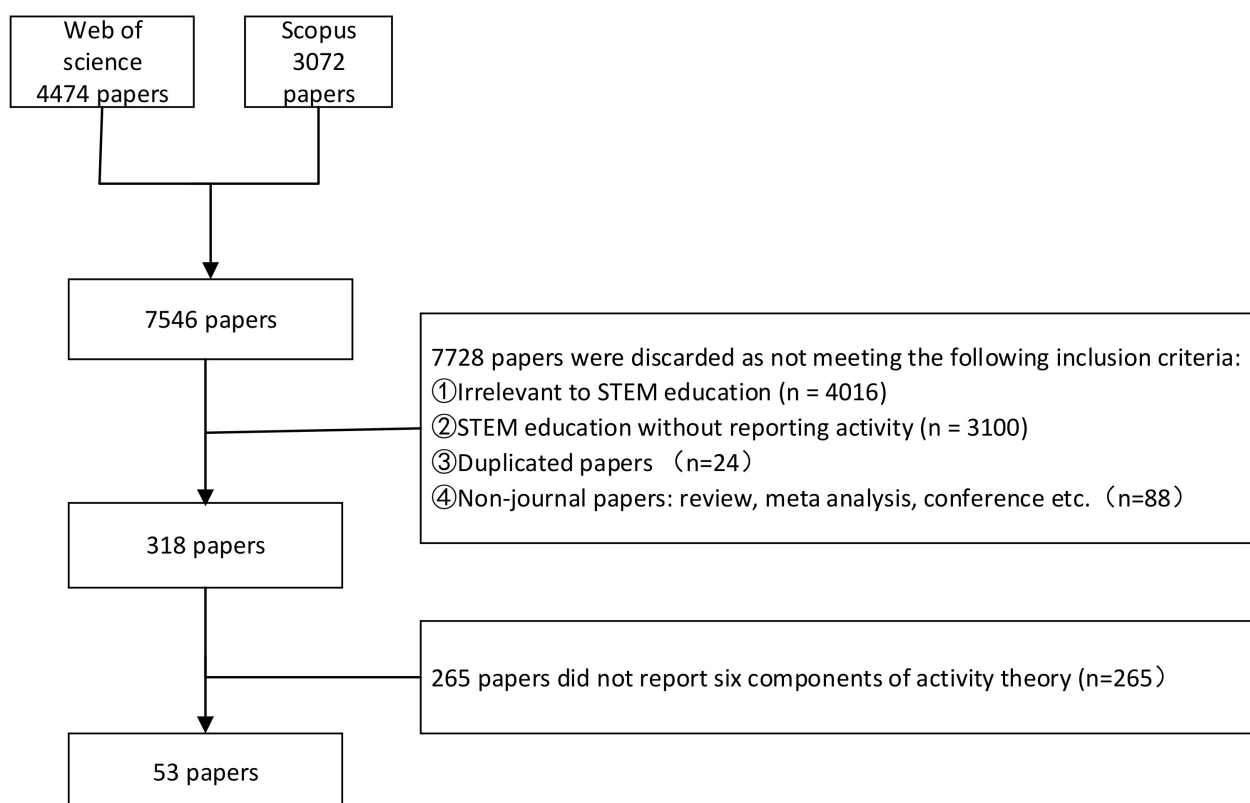 Web of
science
4474 papers
Scopus
3072
papers
7546 papers
7728 papers were discarded as not meeting the following inclusion criteria:
①Irrelevant to STEM education (n = 4016)
②STEM education without reporting activity (n = 3100)
③Duplicated papers （n=24）
④Non-journal papers: review, meta analysis, conference etc.（n=88）
318 papers
265 papers did not report six components of activity theory (n=265）
53 papers